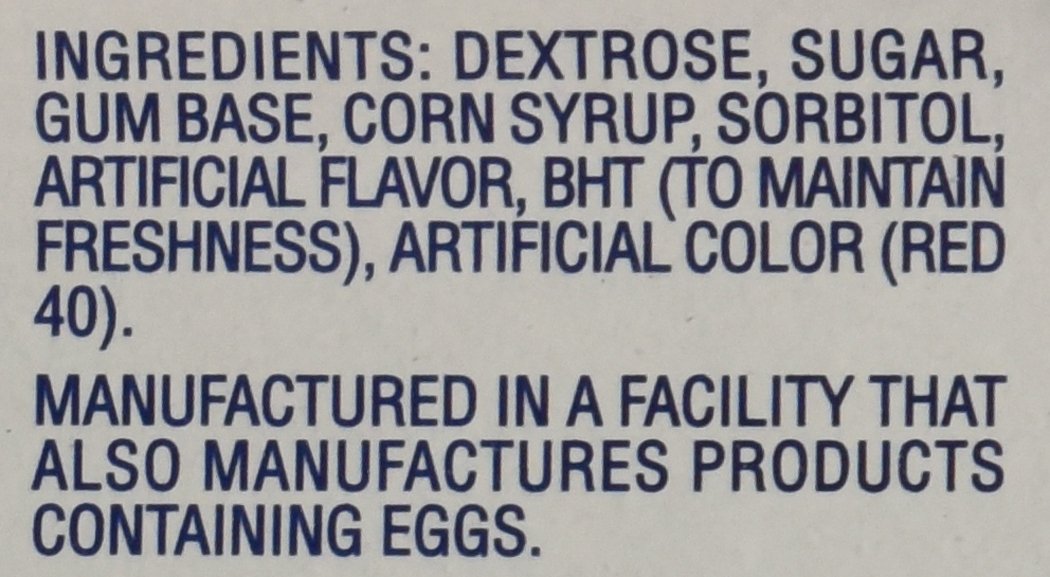 INGREDIENTS: DEXTROSE, SUGAR,
GUM BASE, CORN SYRUP, SORBITOL,
ARTIFICIAL FLAVOR, BHT (TO MAINTAIN
FRESHNESS), ARTIFICIAL COLOR (RED
40).
MANUFACTURED IN A FACILITY THAT
ALSO MANUFACTURES PRODUCTS
CONTAINING EGGS.